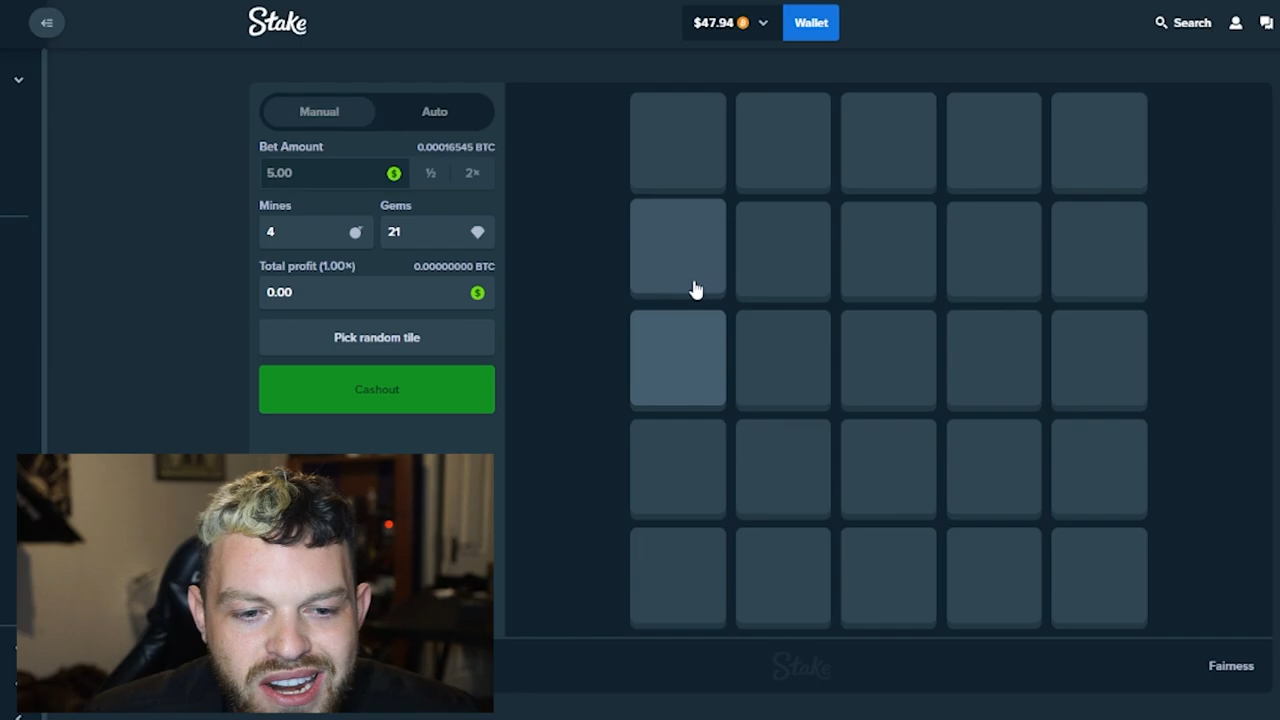 Stake
$47.94
Wallet
Search
Manual
Auto
Bet Amount
0.00016545 BTC
5.00
½
2×
Mines
Gems
4
21
Total profit (1.00×)
0.00000000 BTC
0.00
Pick random tile
Cashout
Stake
Fairness